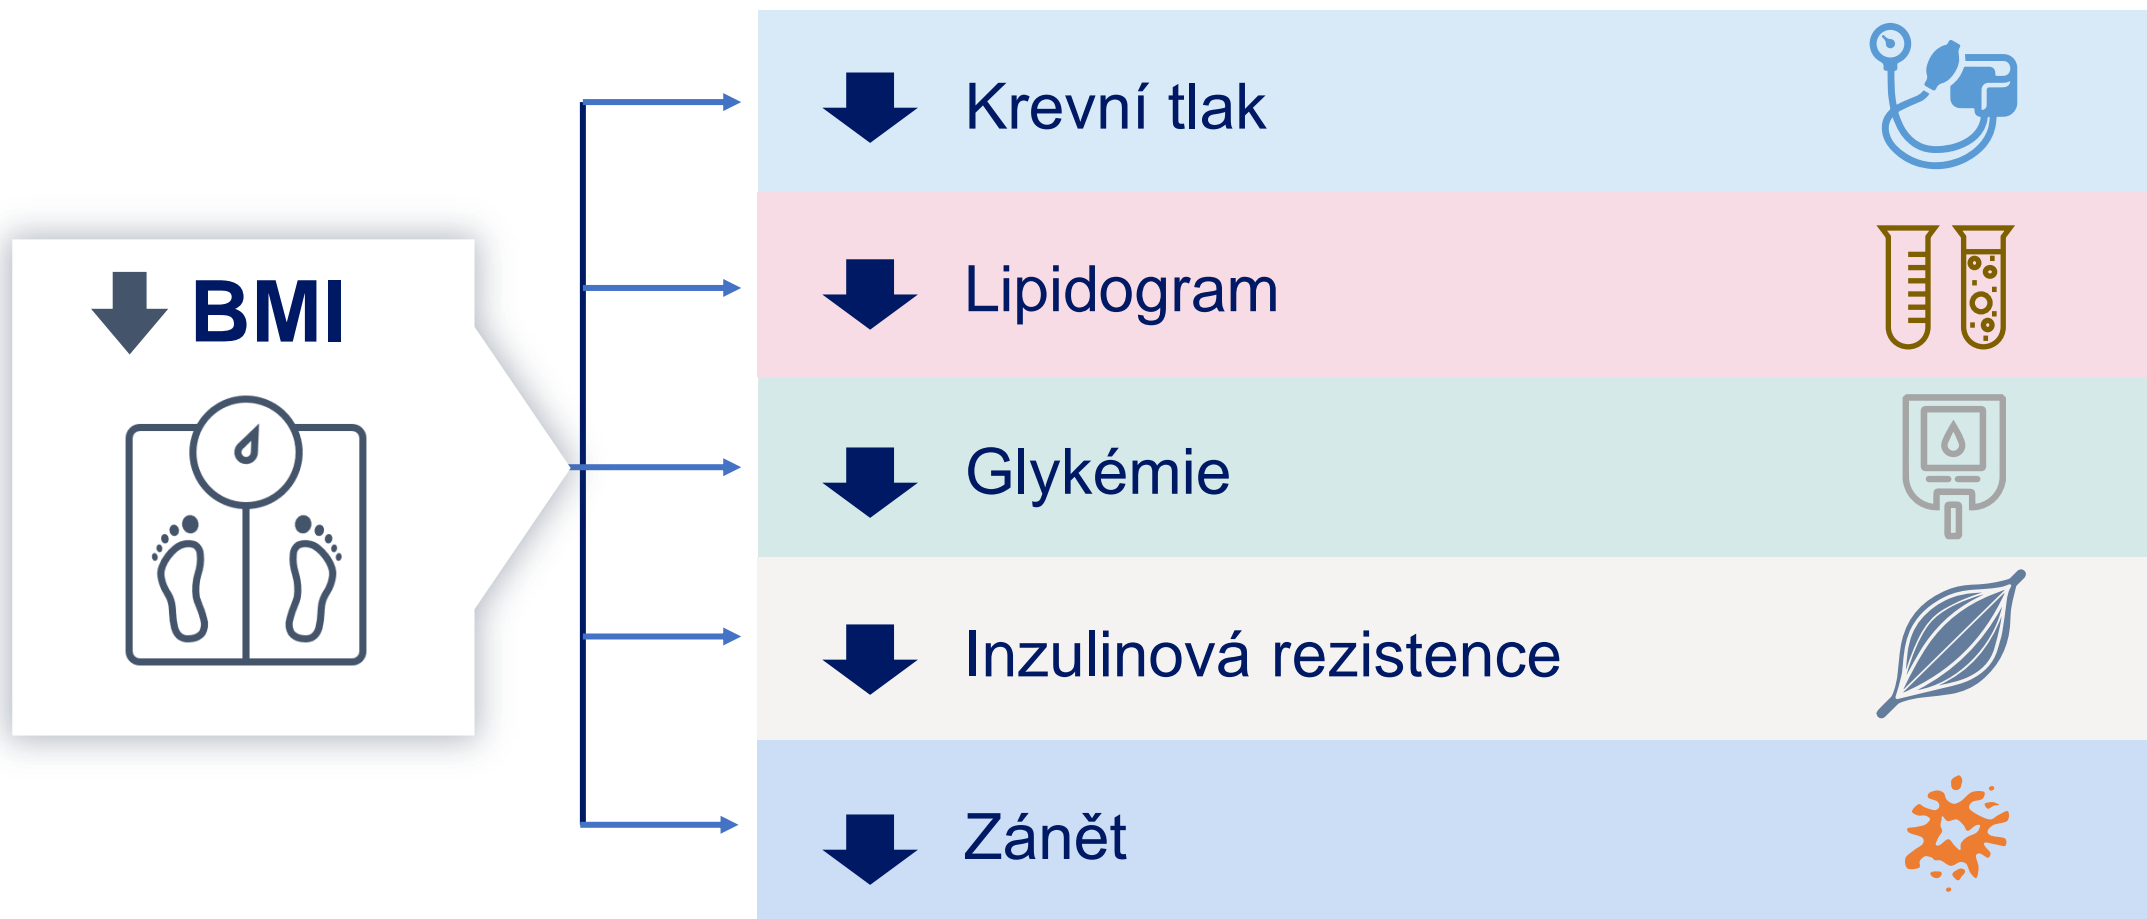 BMI
Krevní tlak
Lipidogram
Glykémie
Inzulinová rezistence
Zánět